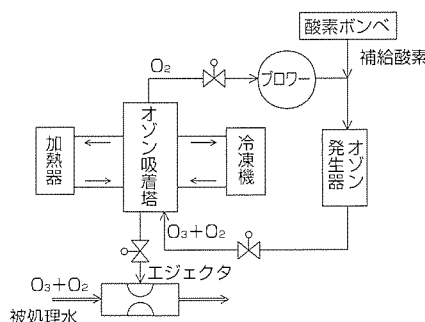 酸素ボンベ
補給酸素
O₂
ブロワー
オゾン吸着塔
加熱器
冷凍機
オゾン
発生器
O₃+O₂
エジェクタ
O₃+O₂
被処理水